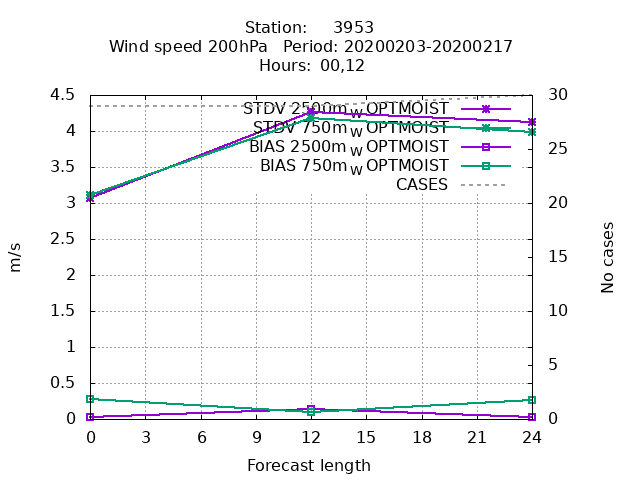 Station: 3953
Wind speed 200hPa Period: 20200203-20200217
Hours: 00,12
STDV 2500m_W OPTMOIST
STDV 750m_W OPTMOIST
BIAS 2500m_W OPTMOIST
BIAS 750m_W OPTMOIST
CASES
4.5
4
3.5
3
2.5
2
1.5
1
0.5
0
30
25
20
15
10
5
0
m/s
No cases
0 3 6 9 12 15 18 21 24
Forecast length